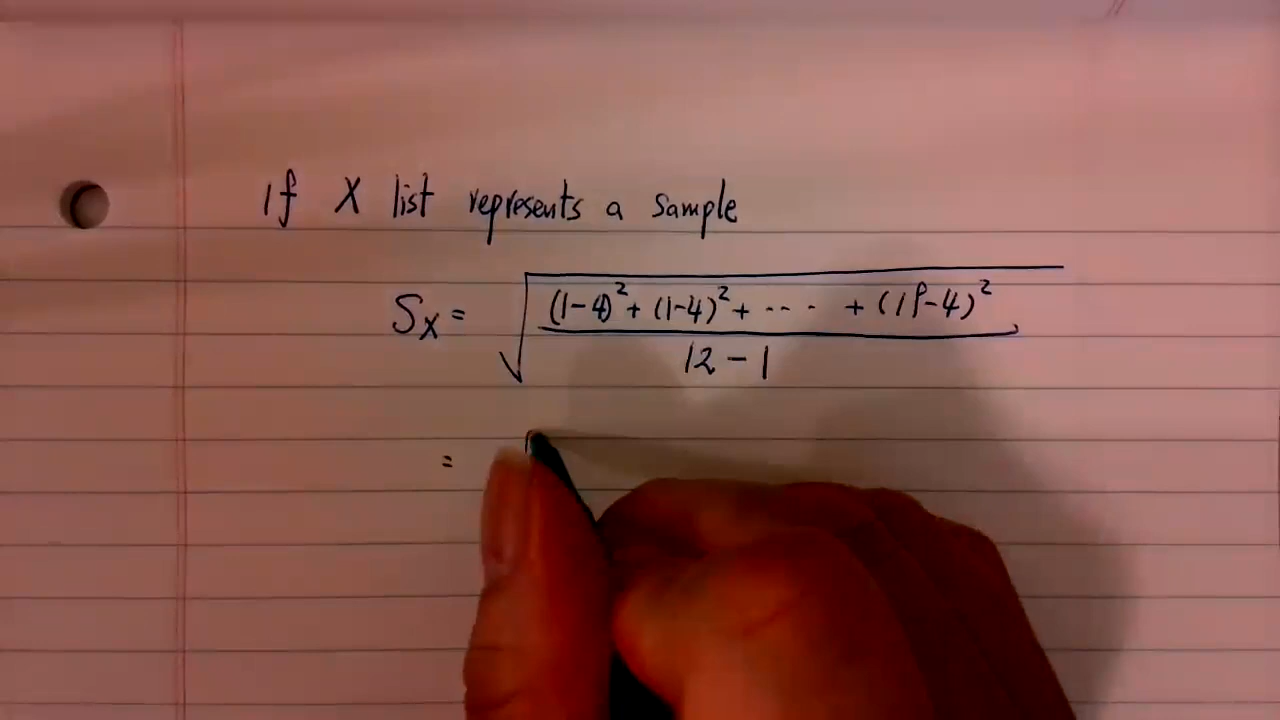 If X list represents a sample
Sx = √((1-4)² + (1-4)² + ---- + (18-4)² / 12-1)
=